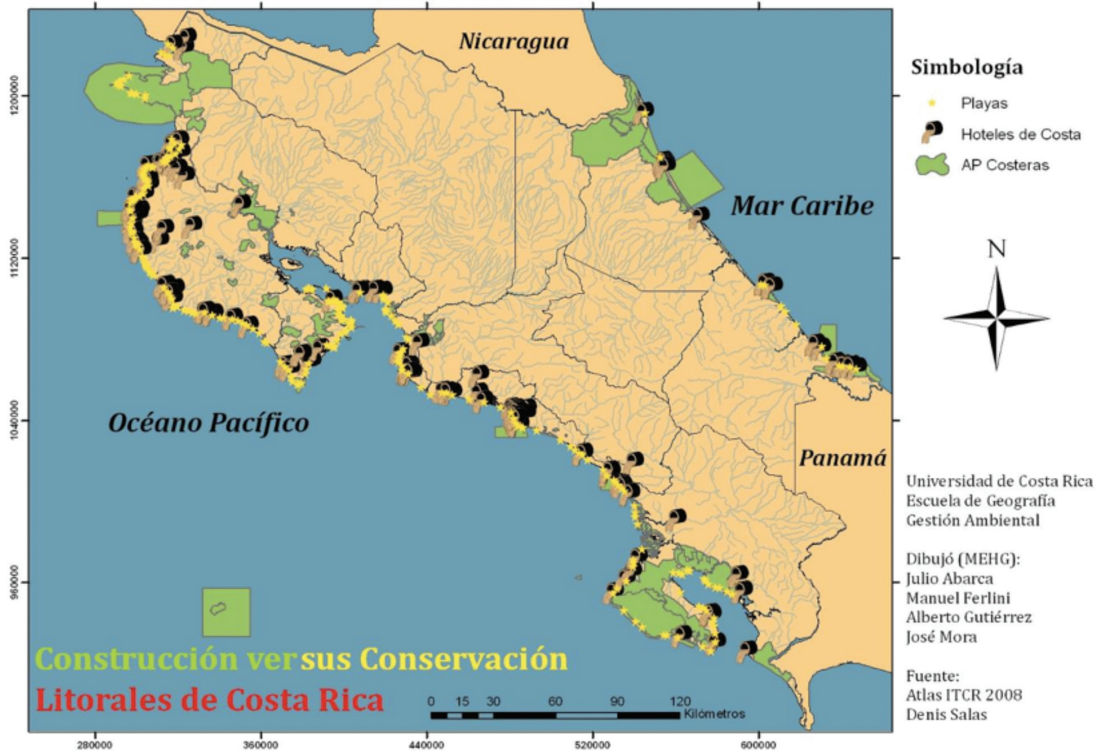 Nicaragua
Mar Caribe
Océano Pacífico
Panamá
Construcción versus Conservación
Litorales de Costa Rica
0 15 30 60 90 120
Kilómetros
1200000
1120000
1040000
960000
280000 360000 440000 520000 600000
Simbología
Playas
Hoteles de Costa
AP Costeras
N
Universidad de Costa Rica
Escuela de Geografía
Gestión Ambiental
Dibujó (MEHG):
Julio Abarca
Manuel Ferlini
Alberto Gutiérrez
José Mora
Fuente:
Atlas ITCR 2008
Denis Salas